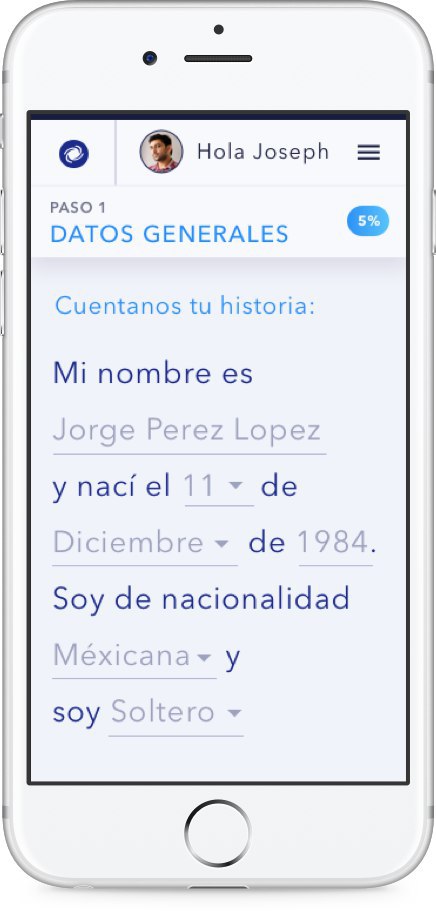 Hola Joseph
PASO 1
DATOS GENERALES
5%
Cuentanos tu historia:
Mi nombre es
Jorge Perez Lopez
y nací el 11 de
Diciembre de 1984.
Soy de nacionalidad
Méxicana y
soy Soltero